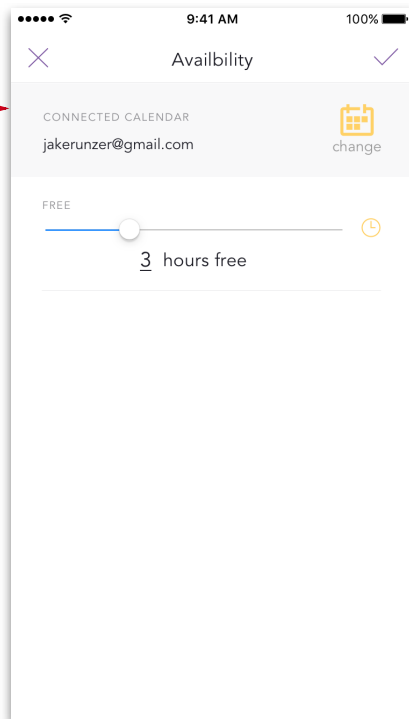 9:41 AM
100%
Availbility
CONNECTED CALENDAR
jakerunzer@gmail.com
change
FREE
3 hours free